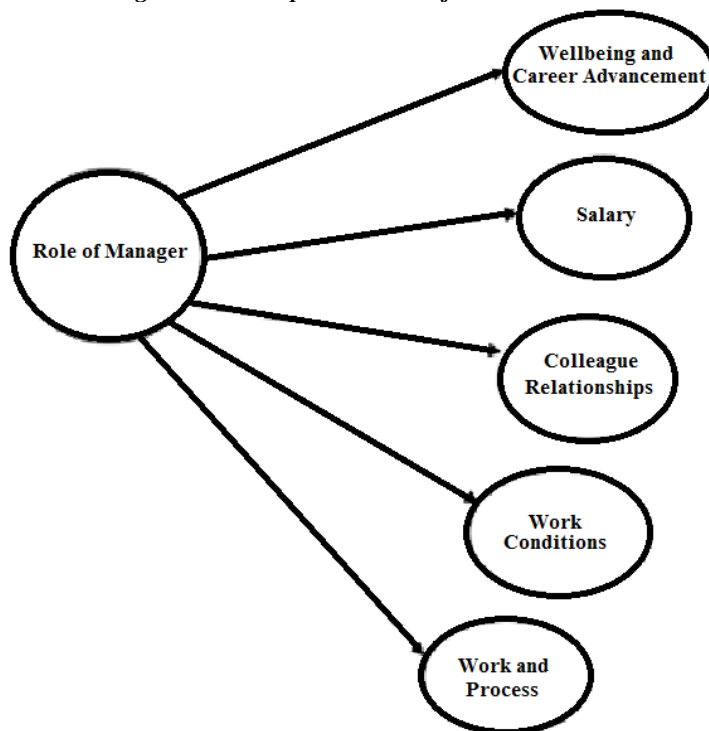 Wellbeing and
Career Advancement
Salary
Role of Manager
Colleague
Relationships
Work
Conditions
Work and
Process